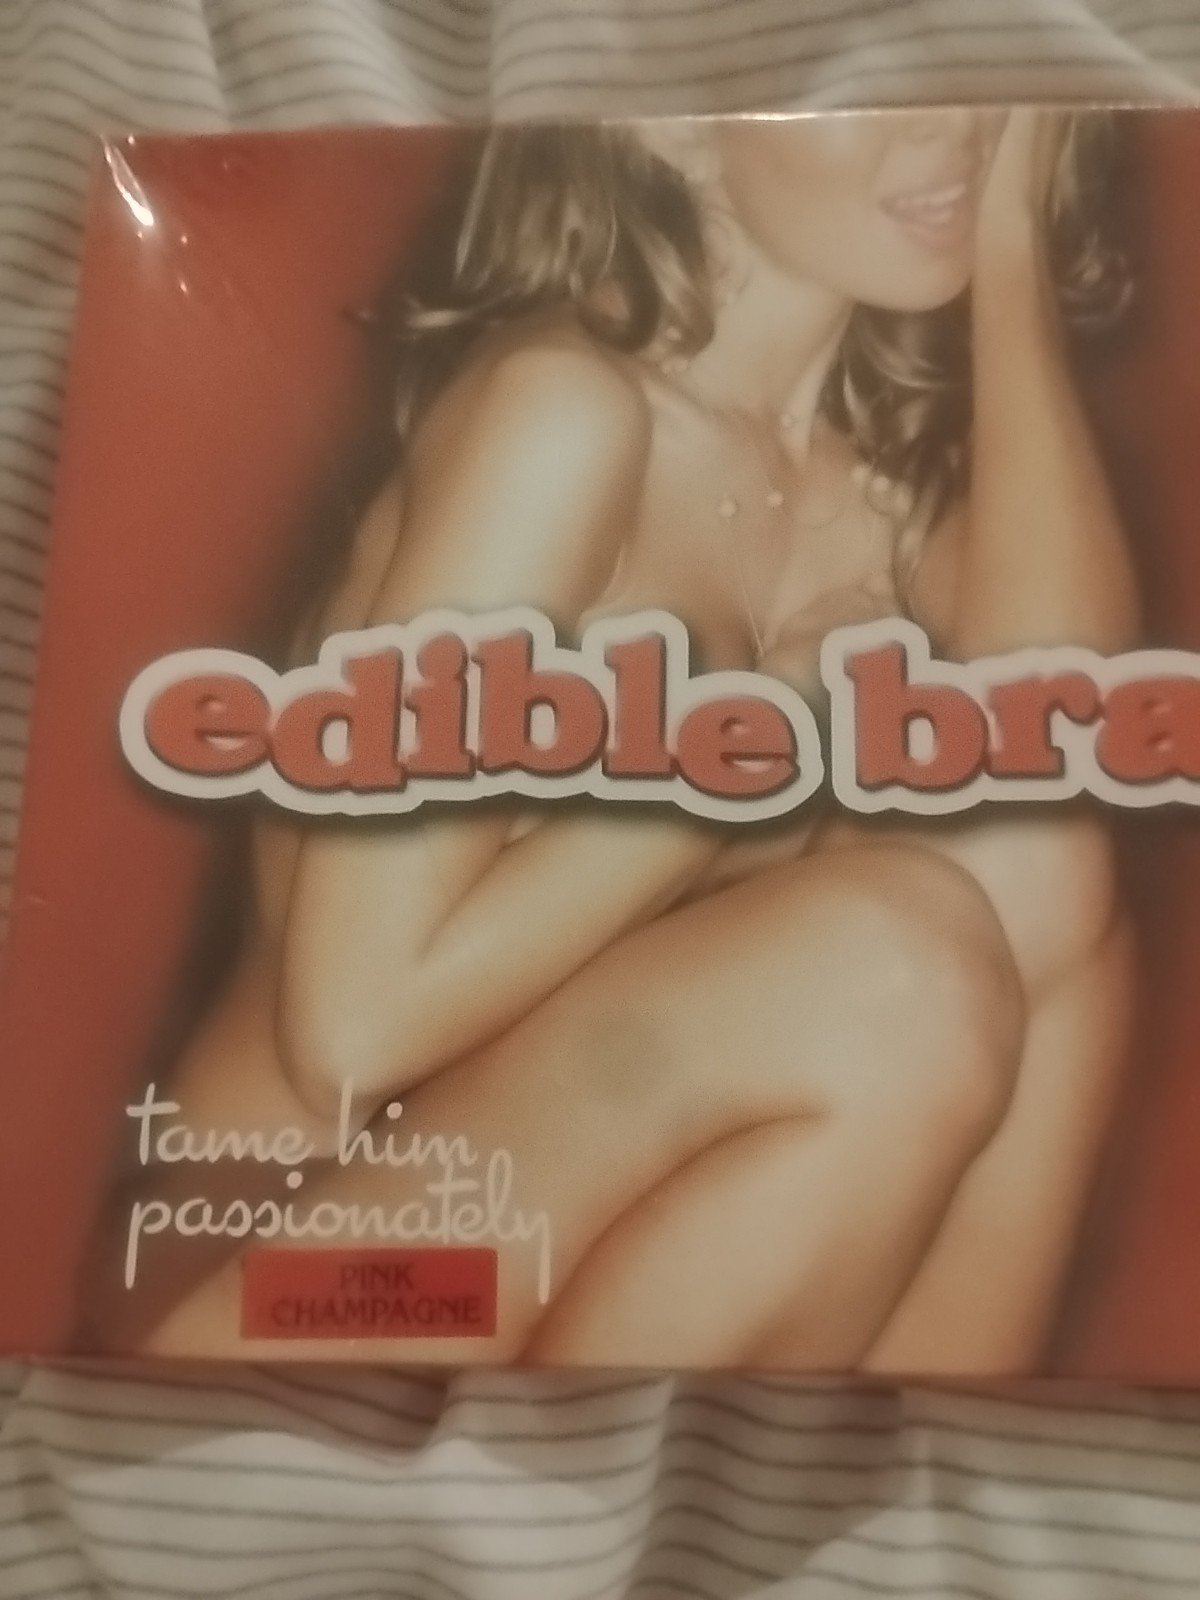 edible bra
tame him
passionately
PINK
CHAMPAGNE